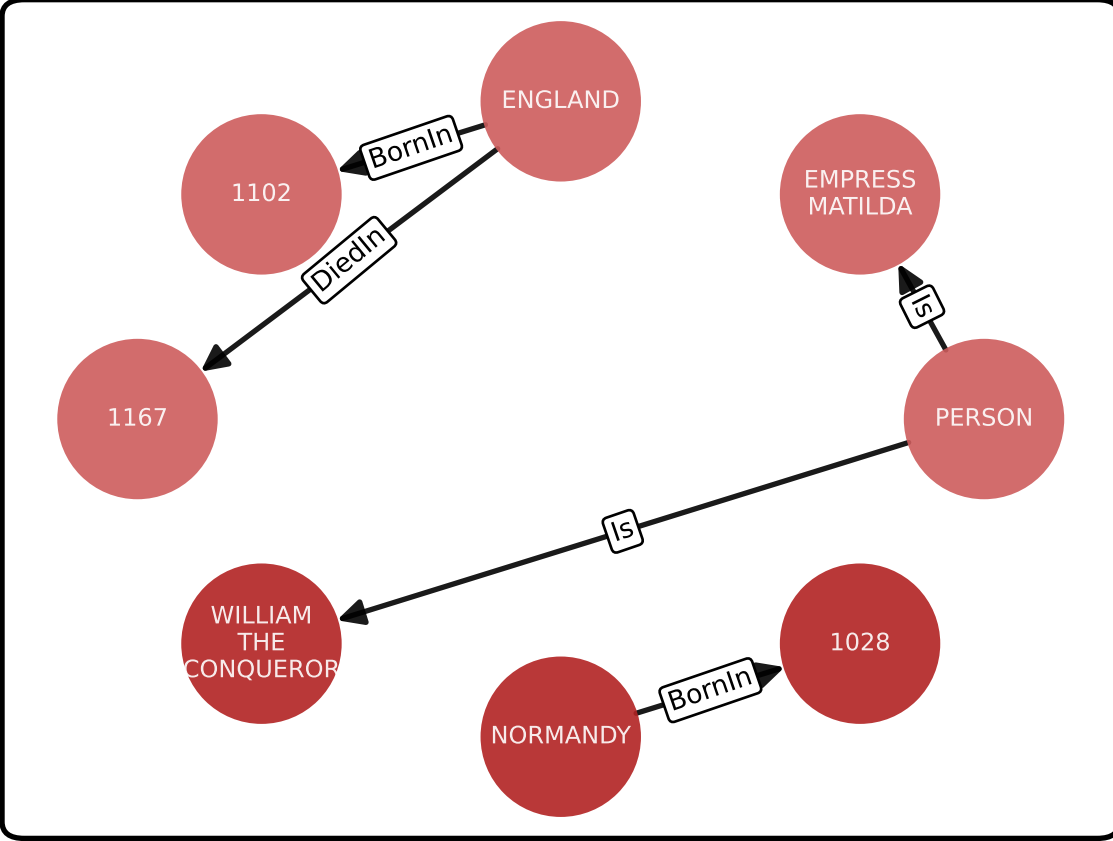 ENGLAND
BornIn
1102
EMPRESS
MATILDA
DiedIn
Is
1167
PERSON
Is
WILLIAM
THE
CONQUEROR
1028
BornIn
NORMANDY